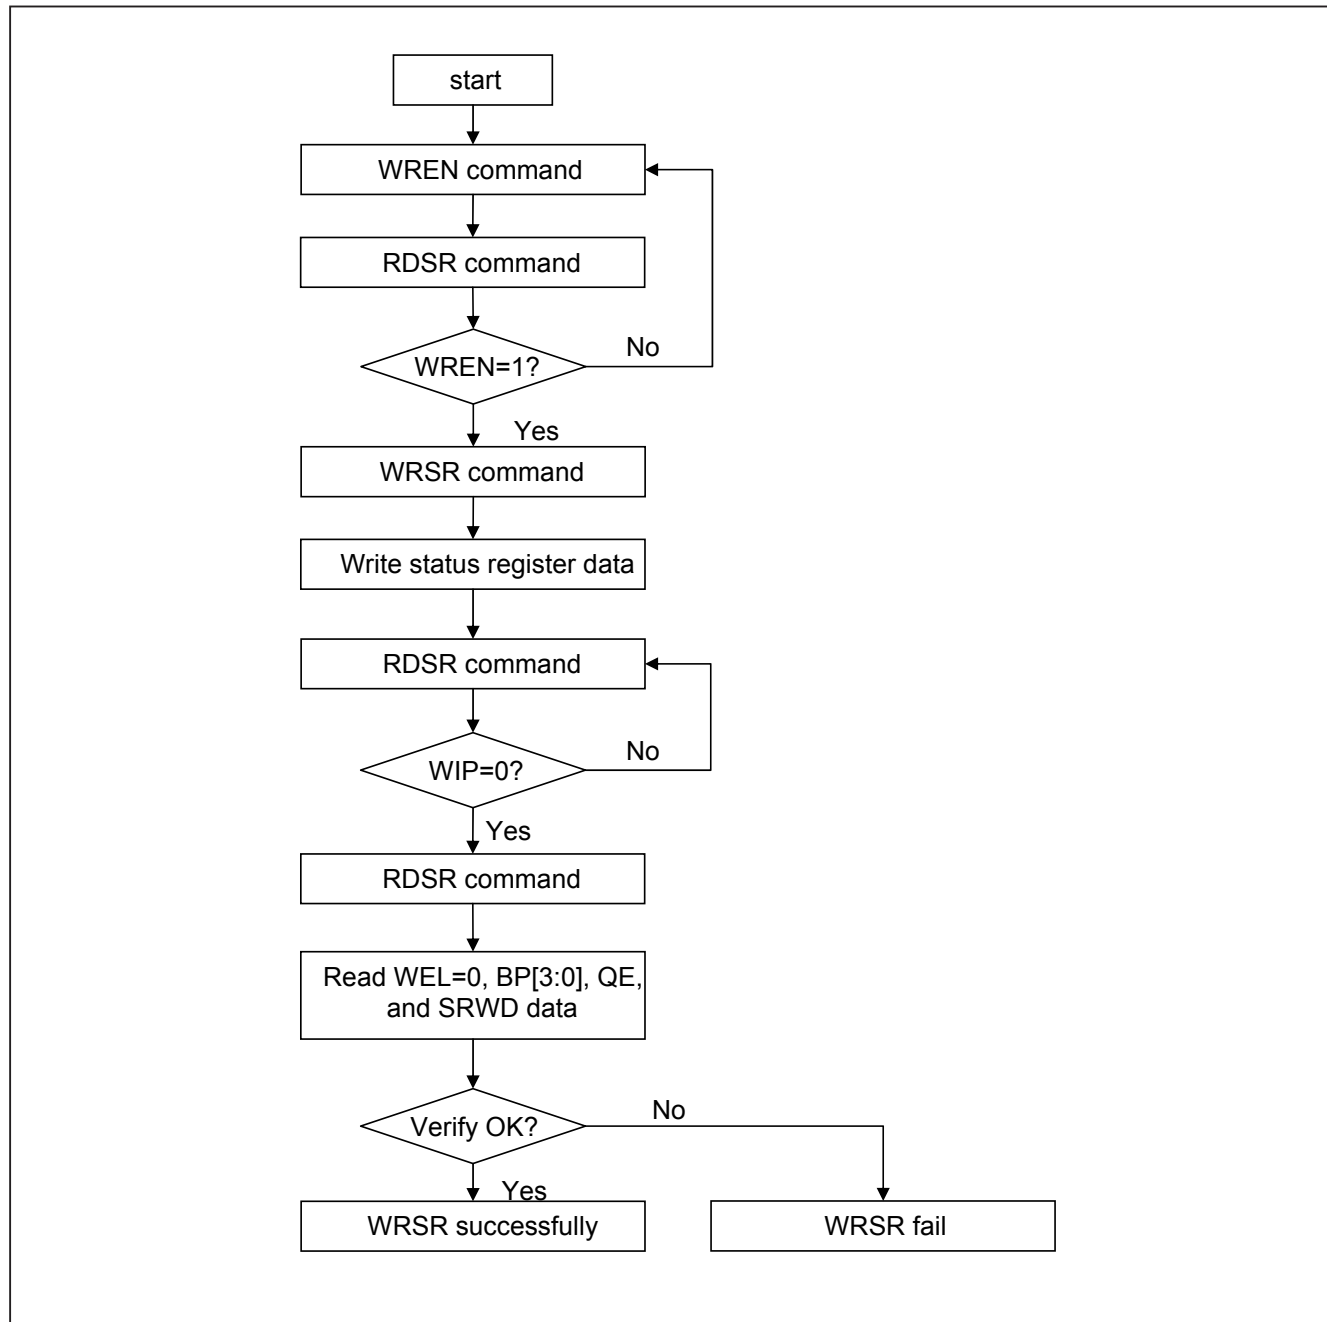 start
WREN command
RDSR command
WREN=1?
No
Yes
WRSR command
Write status register data
RDSR command
WIP=0?
No
Yes
RDSR command
Read WEL=0, BP[3:0], QE,
and SRWD data
Verify OK?
No
Yes
WRSR successfully
WRSR fail